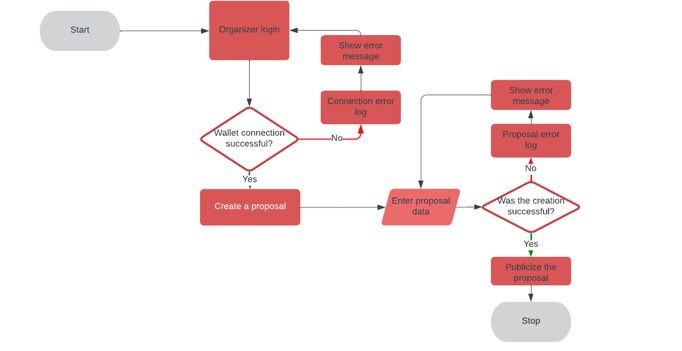 Start
Organizer login
Show error
message
Connection error
log
Wallet connection
successful?
No
Yes
Create a proposal
Enter proposal
data
Show error
message
Proposal error
log
No
Was the creation
successful?
Yes
Publicize the
proposal
Stop